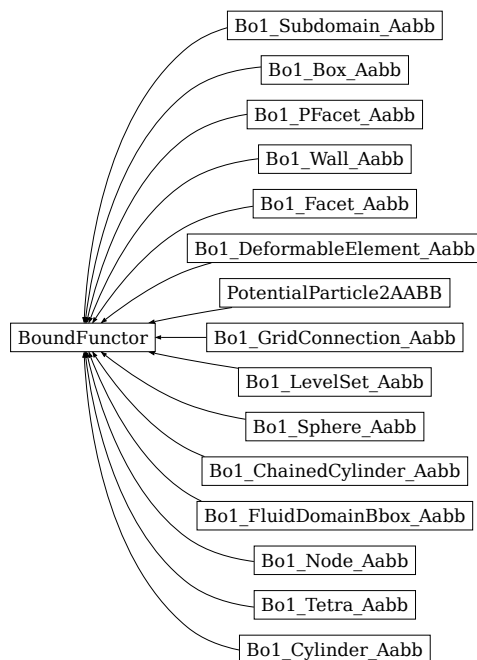 Bo1_Subdomain_Aabb
Bo1_Box_Aabb
Bo1_PFacet_Aabb
Bo1_Wall_Aabb
Bo1_Facet_Aabb
Bo1_DeformableElement_Aabb
PotentialParticle2AABB
BoundFunctor
Bo1_GridConnection_Aabb
Bo1_LevelSet_Aabb
Bo1_Sphere_Aabb
Bo1_ChainedCylinder_Aabb
Bo1_FluidDomainBbox_Aabb
Bo1_Node_Aabb
Bo1_Tetra_Aabb
Bo1_Cylinder_Aabb